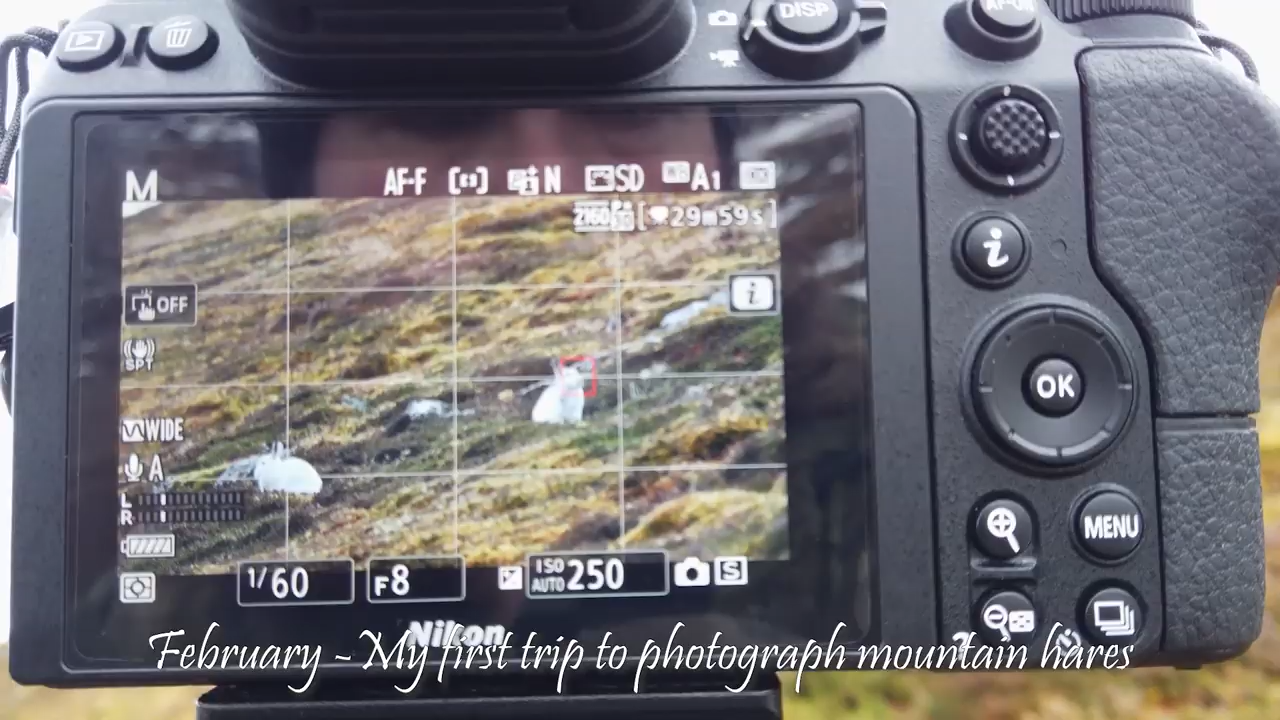 DISP
AF-ON
M AF-F N SD WB A1
2160 [29m59s]
OFF
i
i
SPT
OK
WIDE
A
L
R
MENU
1/60 F8 ISO AUTO 250 S
Nikon
February ~ My first trip to photograph mountain hares